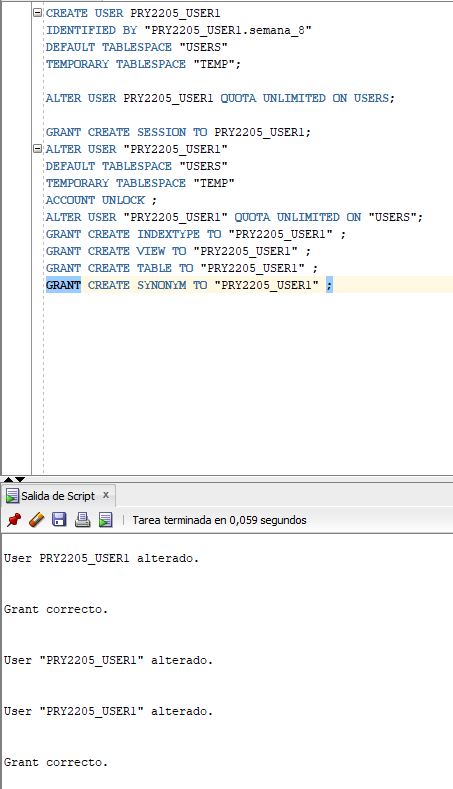 CREATE USER PRY2205_USER1
IDENTIFIED BY "PRY2205_USER1.semana_8"
DEFAULT TABLESPACE "USERS"
TEMPORARY TABLESPACE "TEMP";
ALTER USER PRY2205_USER1 QUOTA UNLIMITED ON USERS;
GRANT CREATE SESSION TO PRY2205_USER1;
ALTER USER "PRY2205_USER1"
DEFAULT TABLESPACE "USERS"
TEMPORARY TABLESPACE "TEMP"
ACCOUNT UNLOCK ;
ALTER USER "PRY2205_USER1" QUOTA UNLIMITED ON "USERS";
GRANT CREATE INDEXTYPE TO "PRY2205_USER1" ;
GRANT CREATE VIEW TO "PRY2205_USER1" ;
GRANT CREATE TABLE TO "PRY2205_USER1" ;
GRANT CREATE SYNONYM TO "PRY2205_USER1" ;
Salida de Script x
Tarea terminada en 0,059 segundos
User PRY2205_USER1 alterado.
Grant correcto.
User "PRY2205_USER1" alterado.
User "PRY2205_USER1" alterado.
Grant correcto.